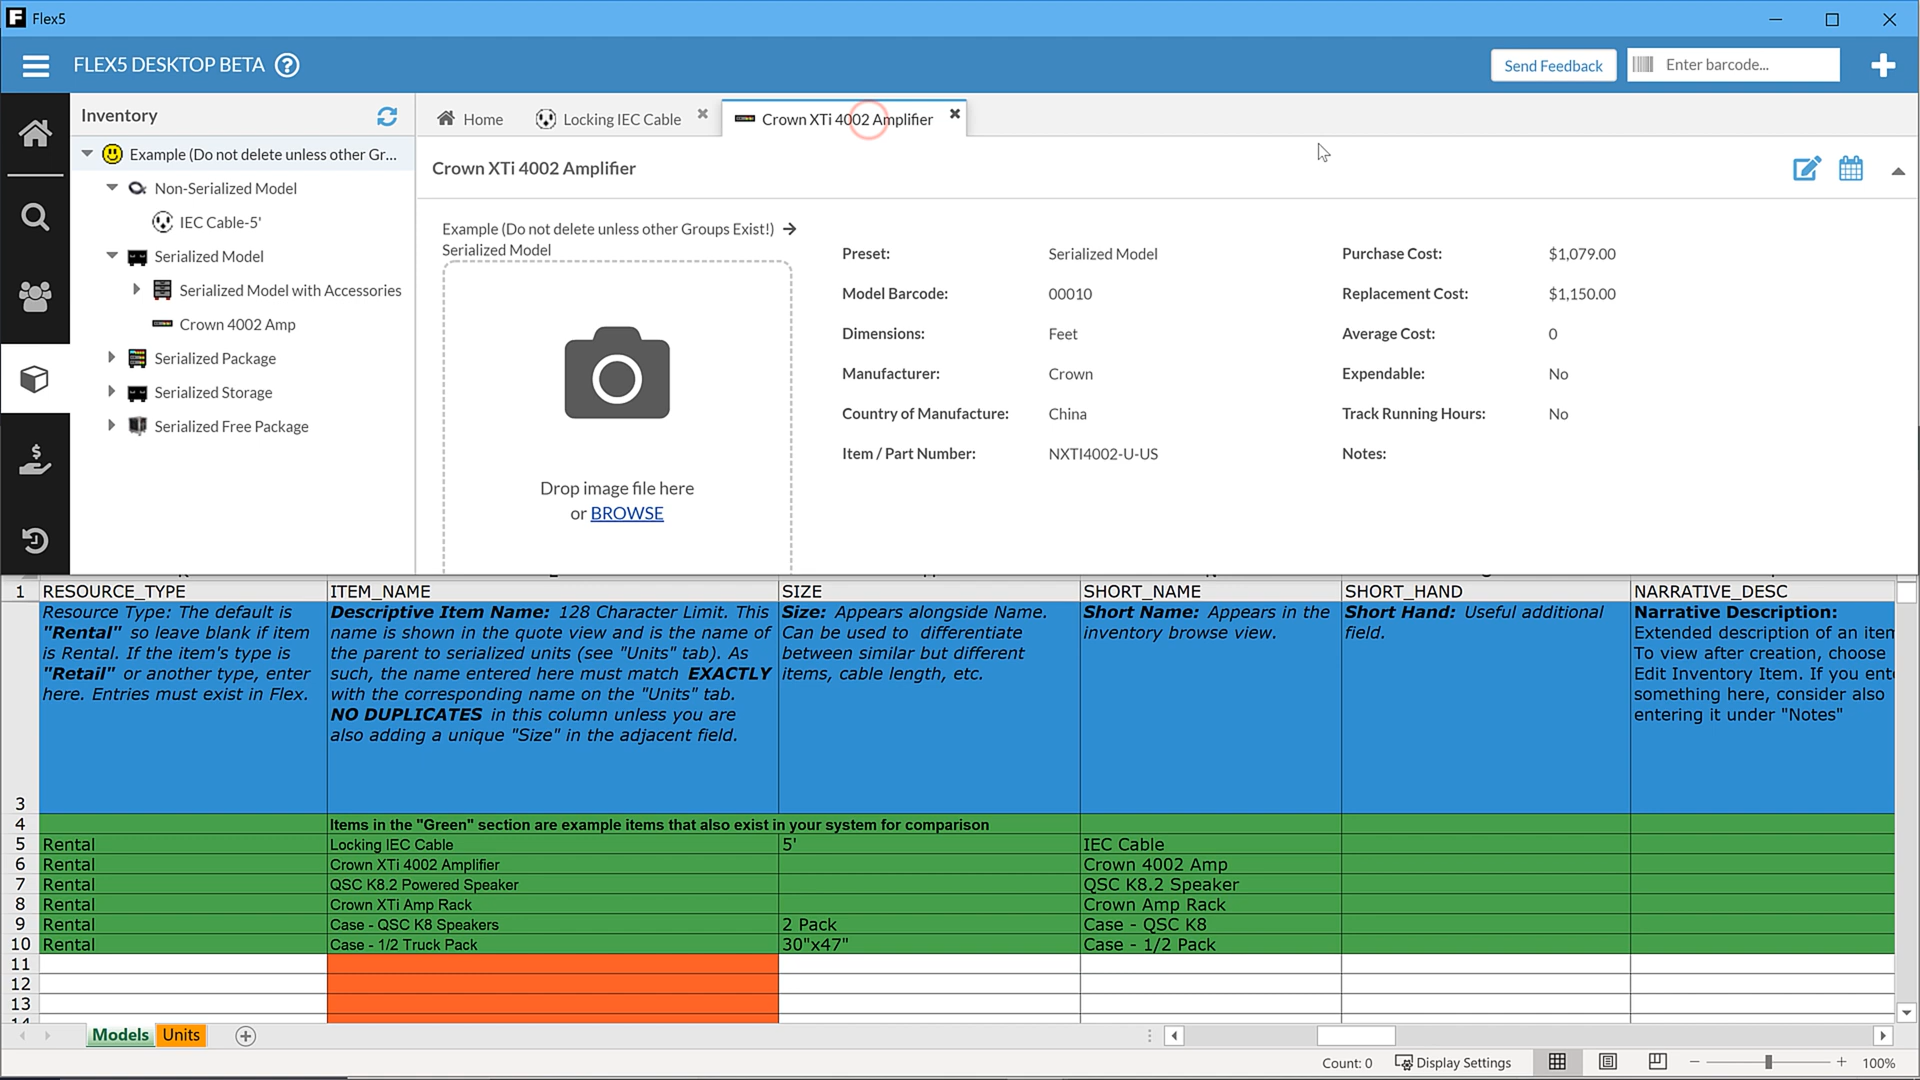 Flex5
FLEX5 DESKTOP BETA
Send Feedback
Enter barcode...
Inventory
Example (Do not delete unless other Gr...
Non-Serialized Model
IEC Cable-5'
Serialized Model
Serialized Model with Accessories
Crown 4002 Amp
Serialized Package
Serialized Storage
Serialized Free Package
Home
Locking IEC Cable
Crown XTi 4002 Amplifier
Crown XTi 4002 Amplifier
Example (Do not delete unless other Groups Exist!)
Serialized Model
Drop image file here
or BROWSE
Preset: Serialized Model
Model Barcode: 00010
Dimensions: Feet
Manufacturer: Crown
Country of Manufacture: China
Item / Part Number: NXTI4002-U-US
Purchase Cost: $1,079.00
Replacement Cost: $1,150.00
Average Cost: 0
Expendable: No
Track Running Hours: No
Notes:
1 RESOURCE_TYPE ITEM_NAME SIZE SHORT_NAME SHORT_HAND NARRATIVE_DESC
Resource Type: The default is
"Rental" so leave blank if item
is Rental. If the item's type is
"Retail" or another type, enter
here. Entries must exist in Flex.
Descriptive Item Name: 128 Character Limit. This
name is shown in the quote view and is the name of
the parent to serialized units (see "Units" tab). As
such, the name entered here must match EXACTLY
with the corresponding name on the "Units" tab.
NO DUPLICATES in this column unless you are
also adding a unique "Size" in the adjacent field.
Size: Appears alongside Name.
Can be used to differentiate
between similar but different
items, cable length, etc.
Short Name: Appears in the
inventory browse view.
Short Hand: Useful additional
field.
Narrative Description:
Extended description of an item
To view after creation, choose
Edit Inventory Item. If you ente
something here, consider also
entering it under "Notes"
3
4 Items in the "Green" section are example items that also exist in your system for comparison
5 Rental Locking IEC Cable 5' IEC Cable
6 Rental Crown XTi 4002 Amplifier Crown 4002 Amp
7 Rental QSC K8.2 Powered Speaker QSC K8.2 Speaker
8 Rental Crown XTi Amp Rack Crown Amp Rack
9 Rental Case - QSC K8 Speakers 2 Pack Case - QSC K8
10 Rental Case - 1/2 Truck Pack 30"x47" Case - 1/2 Pack
11
12
13
Models Units
Count: 0 Display Settings 100%